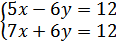 5x − 6y = 12
7x + 6y = 12